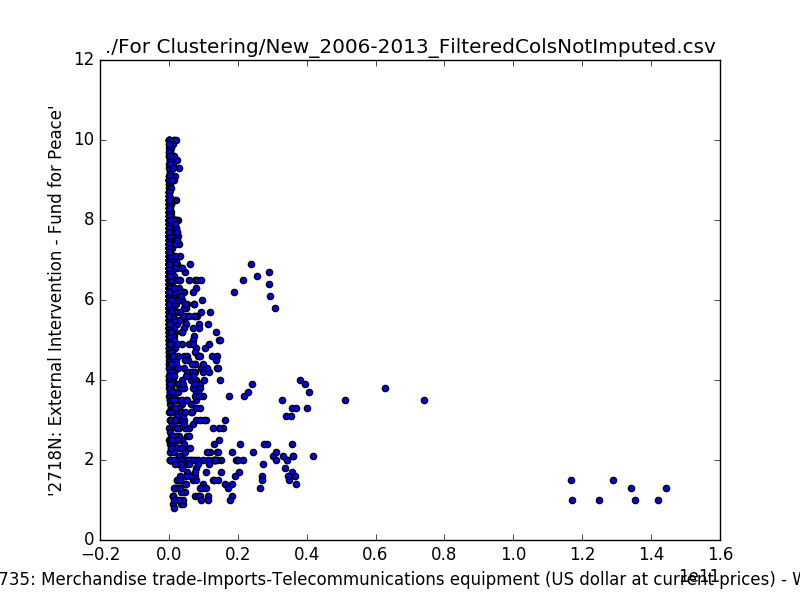 ./For Clustering/New_2006-2013_FilteredColsNotImputed.csv
'2718N: External Intervention - Fund for Peace'
12
10
8
6
4
2
0
−0.2 0.0 0.2 0.4 0.6 0.8 1.0 1.2 1.4 1.6
1e11
735: Merchandise trade-Imports-Telecommunications equipment (US dollar at current prices) - W